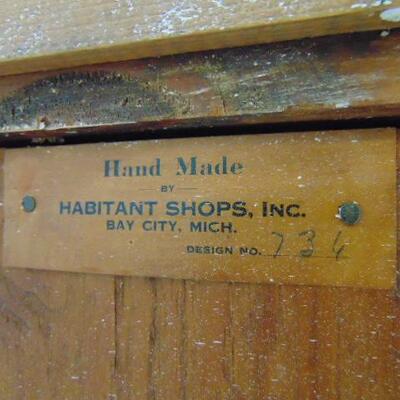 Hand Made
BY
HABITANT SHOPS, INC.
BAY CITY, MICH.
DESIGN NO. 734